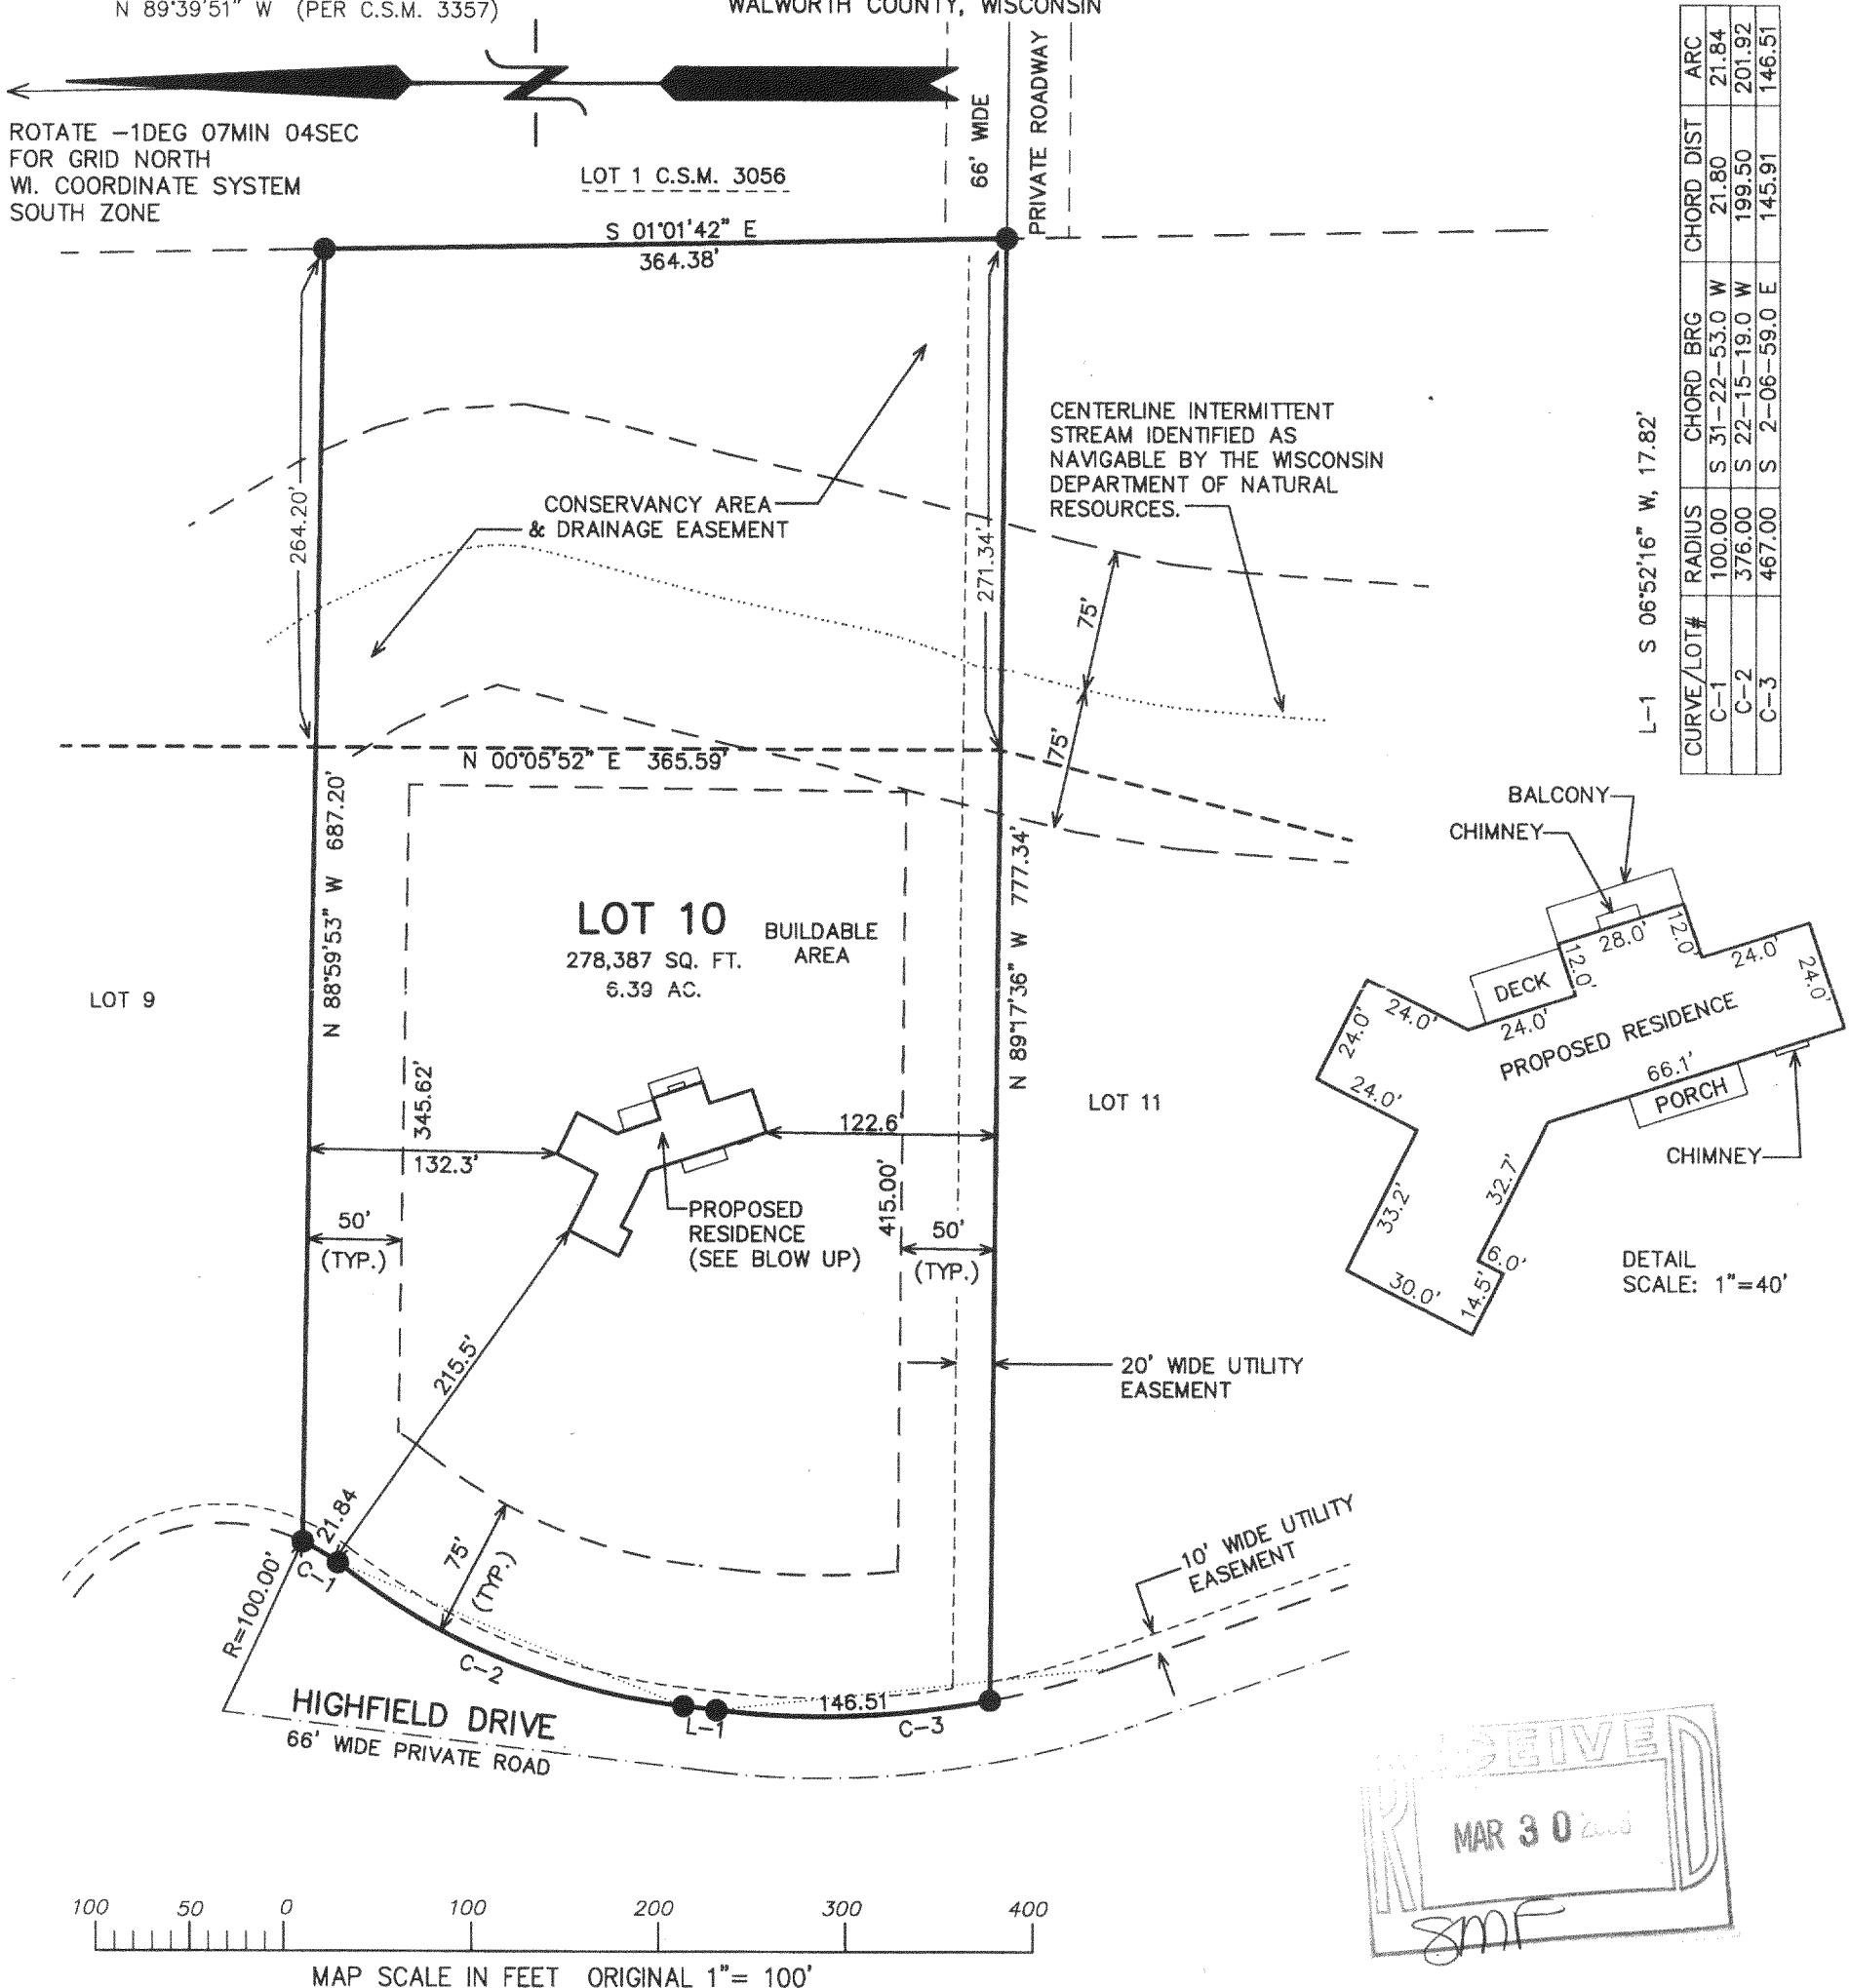 N 89°39'51" W (PER C.S.M. 3357)
WALWORTH COUNTY, WISCONSIN
ROTATE -1DEG 07MIN 04SEC
FOR GRID NORTH
WI. COORDINATE SYSTEM
SOUTH ZONE
LOT 1 C.S.M. 3056
66' WIDE
PRIVATE ROADWAY
S 01°01'42" E
364.38'
CURVE/LOT# RADIUS CHORD BRG CHORD DIST ARC
C-1 100.00 S 31-22-53.0 W 21.80 21.84
C-2 376.00 S 22-15-19.0 W 199.50 201.92
C-3 467.00 S 2-06-59.0 E 145.91 146.51
L-1 S 06°52'16" W, 17.82'
264.20'
271.34'
CONSERVANCY AREA
& DRAINAGE EASEMENT
CENTERLINE INTERMITTENT
STREAM IDENTIFIED AS
NAVIGABLE BY THE WISCONSIN
DEPARTMENT OF NATURAL
RESOURCES.
75'
75'
N 00°05'52" E 365.59'
N 88°59'53" W 687.20'
N 89°17'36" W 777.34'
LOT 10
278,387 SQ. FT.
6.39 AC.
BUILDABLE
AREA
LOT 9
LOT 11
345.62'
132.3'
122.6'
415.00'
50'
(TYP.)
50'
(TYP.)
PROPOSED
RESIDENCE
(SEE BLOW UP)
215.5'
20' WIDE UTILITY
EASEMENT
BALCONY
CHIMNEY
28.0'
12.0'
12.0'
24.0'
24.0'
DECK
24.0'
24.0'
24.0'
24.0'
PROPOSED RESIDENCE
66.1'
PORCH
CHIMNEY
33.2'
32.7'
6.0'
14.5'
30.0'
DETAIL
SCALE: 1"=40'
21.84
C-1
R=100.00'
75'
(TYP.)
C-2
L-1
146.51
C-3
10' WIDE UTILITY
EASEMENT
HIGHFIELD DRIVE
66' WIDE PRIVATE ROAD
RECEIVED
MAR 30
SMF
100 50 0 100 200 300 400
MAP SCALE IN FEET ORIGINAL 1"= 100'